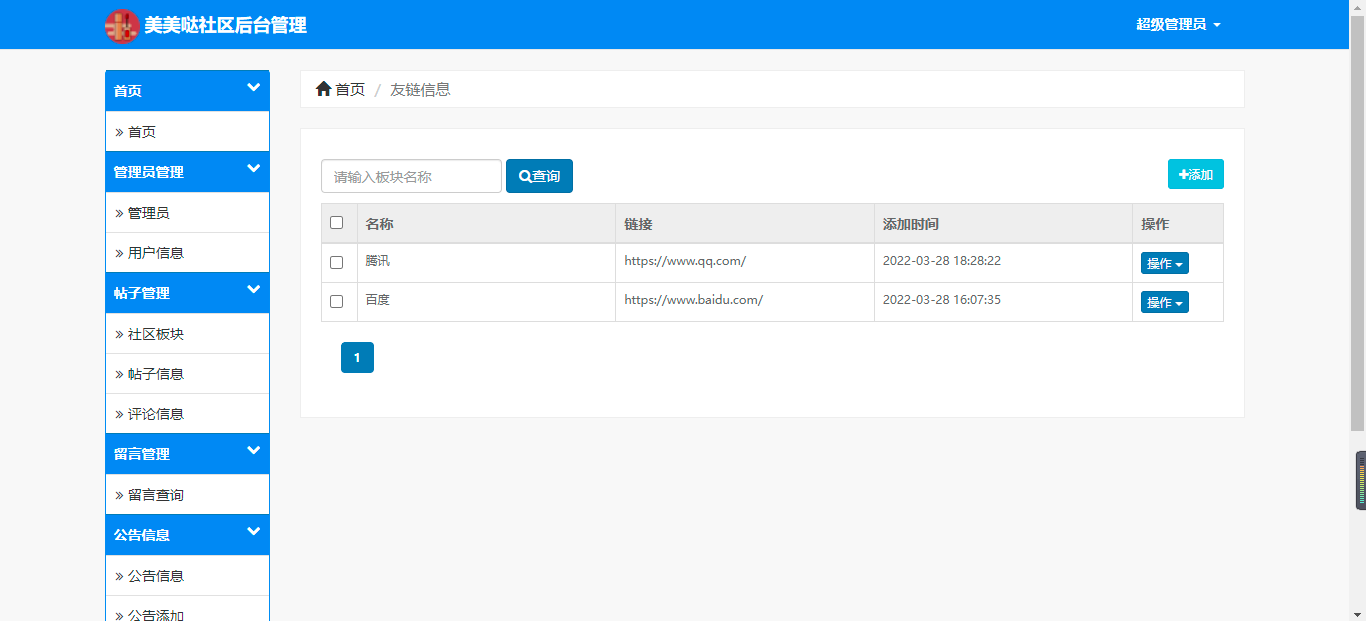 美美哒社区后台管理
超级管理员
首页
» 首页
管理员管理
» 管理员
» 用户信息
帖子管理
» 社区板块
» 帖子信息
» 评论信息
留言管理
» 留言查询
公告信息
» 公告信息
» 公告添加
首页 / 友链信息
请输入板块名称 查询 添加
名称 链接 添加时间 操作
腾讯 https://www.qq.com/ 2022-03-28 18:28:22 操作
百度 https://www.baidu.com/ 2022-03-28 16:07:35 操作
1